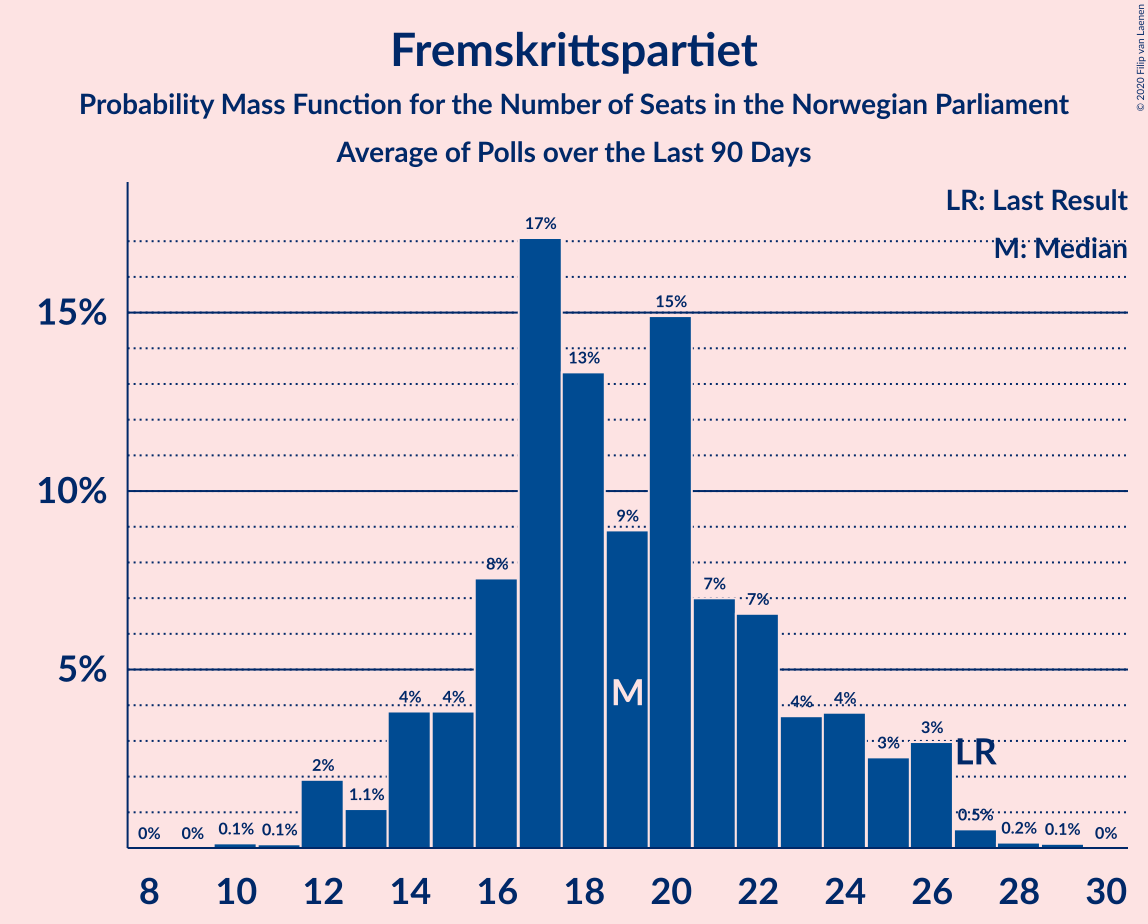 Fremskrittspartiet
Probability Mass Function for the Number of Seats in the Norwegian Parliament
Average of Polls over the Last 90 Days
© 2020 Filip van Laenen
LR: Last Result
M: Median
15%
10%
5%
0% 0% 0.1% 0.1% 2% 1.1% 4% 4% 8% 17% 13% 9% 15% 7% 7% 4% 4% 3% 3% 0.5% 0.2% 0.1% 0%
M
LR
8 10 12 14 16 18 20 22 24 26 28 30